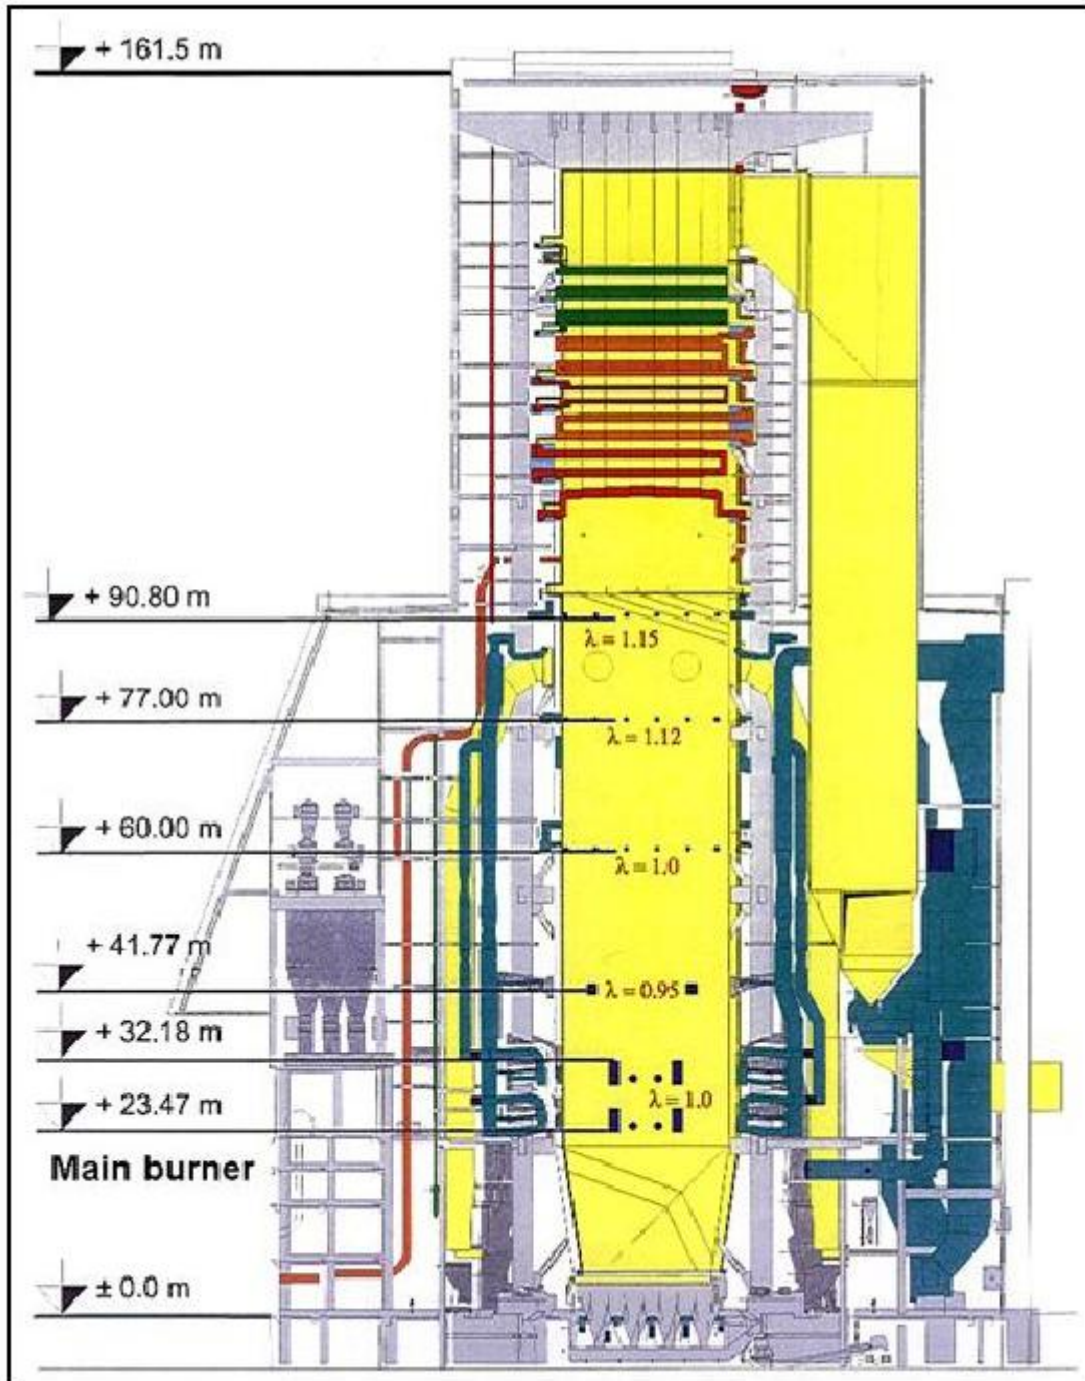 + 161.5 m
+ 90.80 m
λ = 1.15
+ 77.00 m
λ = 1.12
+ 60.00 m
λ = 1.0
+ 41.77 m
λ = 0.95
+ 32.18 m
λ = 1.0
+ 23.47 m
Main burner
± 0.0 m